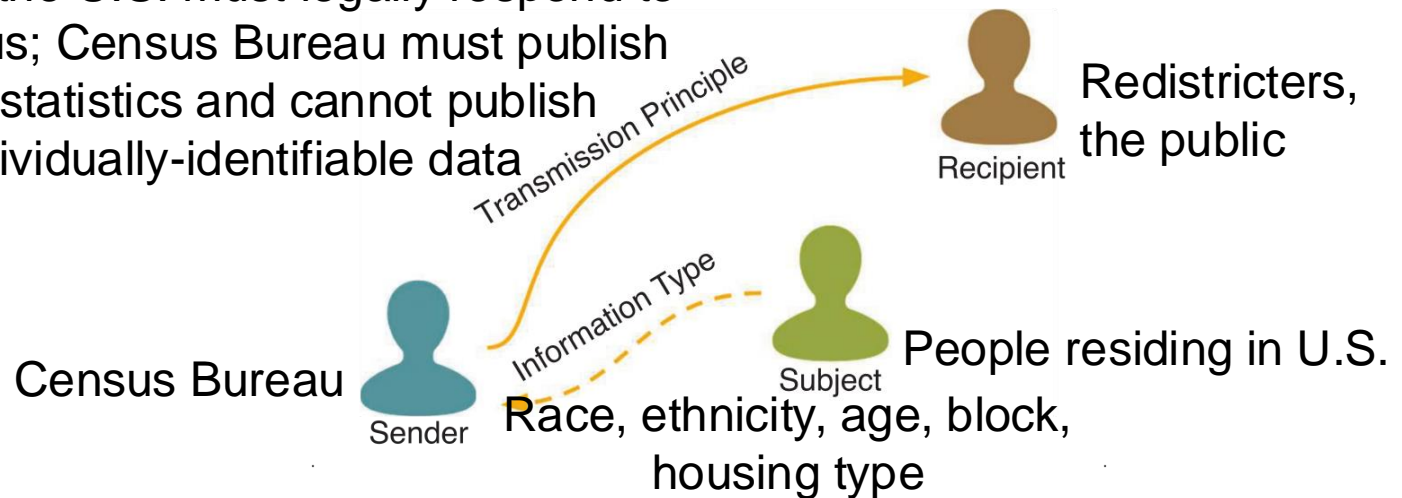 us; Census Bureau must publish
statistics and cannot publish
ividually-identifiable data
Transmission Principle
Redistricters,
the public
Recipient
Information Type
People residing in U.S.
Subject
Census Bureau
Sender
Race, ethnicity, age, block,
housing type